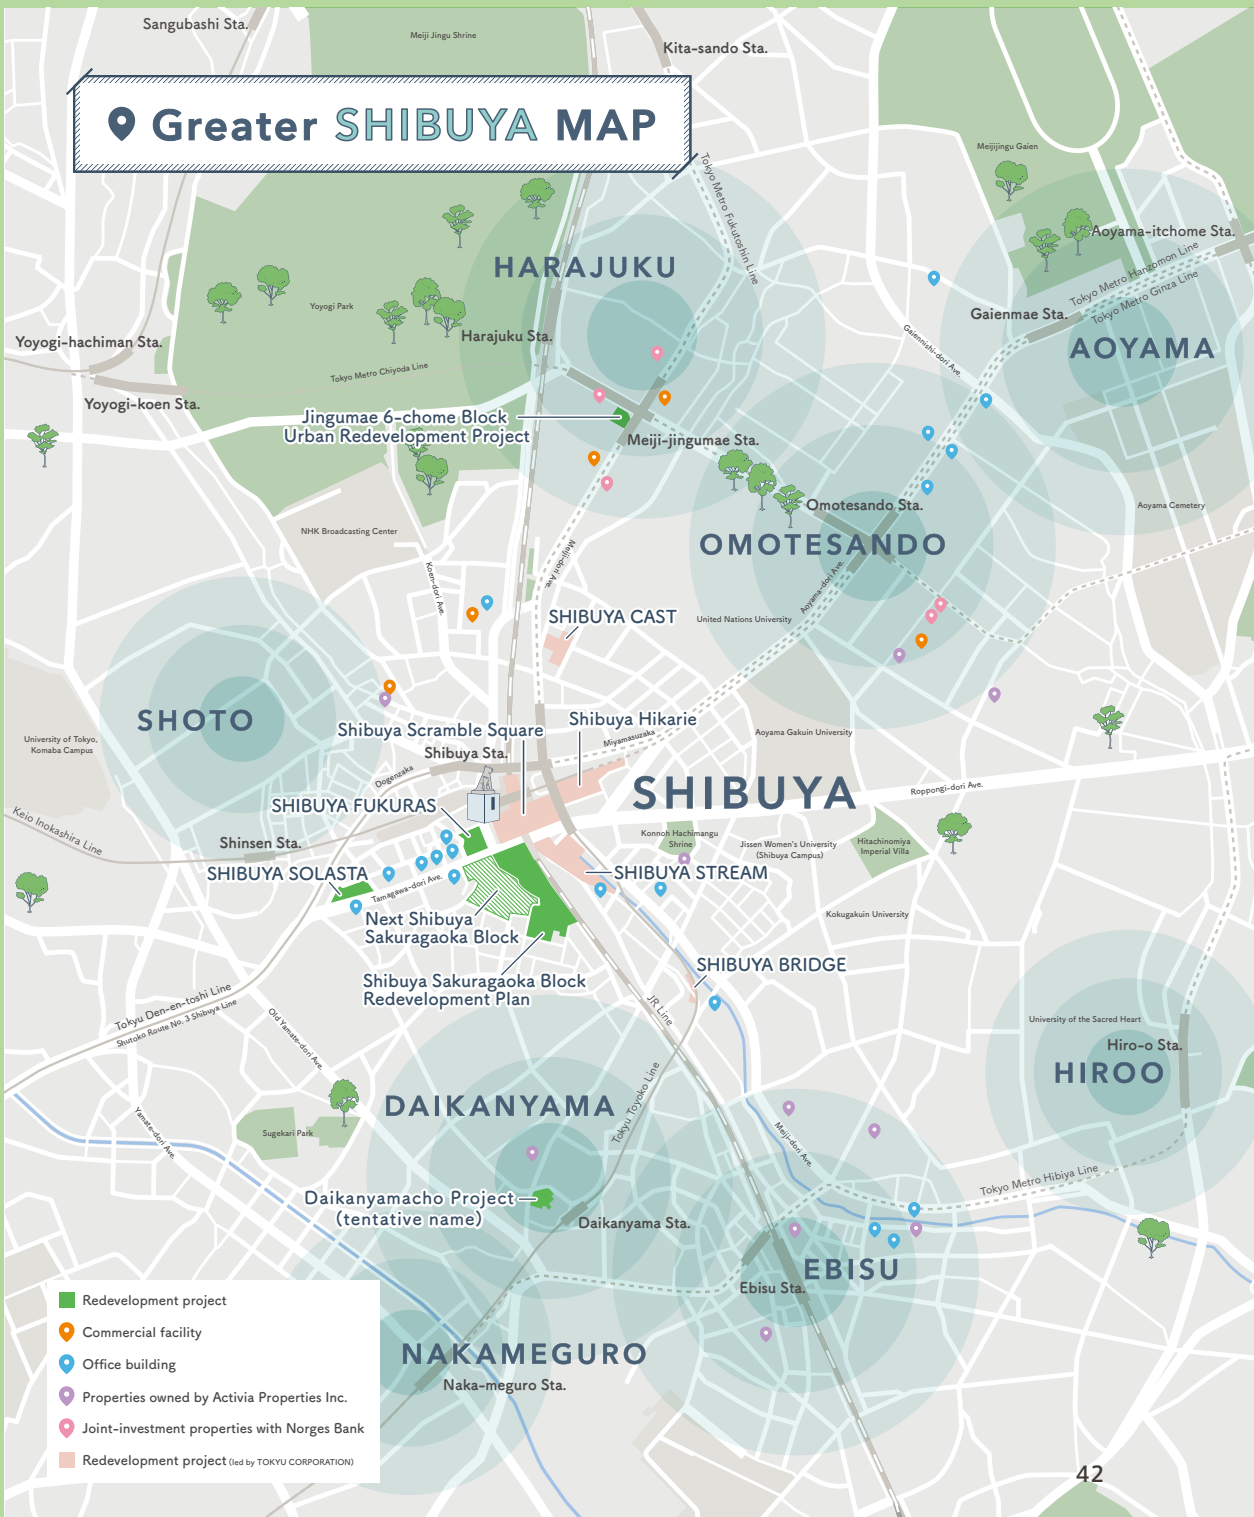 Sangubashi Sta.
Meiji Jingu Shrine
Kita-sando Sta.
Greater SHIBUYA MAP
Meijijingu Gaien
Tokyo Metro Fukutoshin Line
Aoyama-itchome Sta.
HARAJUKU
Tokyo Metro Hanzomon Line
Tokyo Metro Ginza Line
Yoyogi Park
Gaienmae Sta.
Harajuku Sta.
Yoyogi-hachiman Sta.
Gaiennishi-dori Ave.
AOYAMA
Tokyo Metro Chiyoda Line
Yoyogi-koen Sta.
Jingumae 6-chome Block
Urban Redevelopment Project
Meiji-jingumae Sta.
Omotesando Sta.
Aoyama Cemetery
NHK Broadcasting Center
OMOTESANDO
Meiji-dori Ave.
Koen-dori Ave.
Aoyama-dori Ave.
SHIBUYA CAST
United Nations University
SHOTO
Shibuya Hikarie
Shibuya Scramble Square
Miyamasuzaka
Aoyama Gakuin University
University of Tokyo,
Komaba Campus
Shibuya Sta.
Dogenzaka
SHIBUYA
Roppongi-dori Ave.
SHIBUYA FUKURAS
Keio Inokashira Line
Shinsen Sta.
Konnoh Hachimangu
Shrine
Jissen Women's University
(Shibuya Campus)
Hitachinomiya
Imperial Villa
SHIBUYA SOLASTA
SHIBUYA STREAM
Tamagawa-dori Ave.
Next Shibuya
Sakuragaoka Block
Kokugakuin University
SHIBUYA BRIDGE
Shibuya Sakuragaoka Block
Redevelopment Plan
Tokyu Den-en-toshi Line
Shutoko Route No. 3 Shibuya Line
JR Line
Old Yamate-dori Ave.
University of the Sacred Heart
Hiro-o Sta.
HIROO
DAIKANYAMA
Tokyu Toyoko Line
Yamate-dori Ave.
Sugekari Park
Meiji-dori Ave.
Tokyo Metro Hibiya Line
Daikanyamacho Project
(tentative name)
Daikanyama Sta.
EBISU
Ebisu Sta.
NAKAMEGURO
Naka-meguro Sta.
Redevelopment project
Commercial facility
Office building
Properties owned by Activia Properties Inc.
Joint-investment properties with Norges Bank
Redevelopment project (led by TOKYU CORPORATION)
42